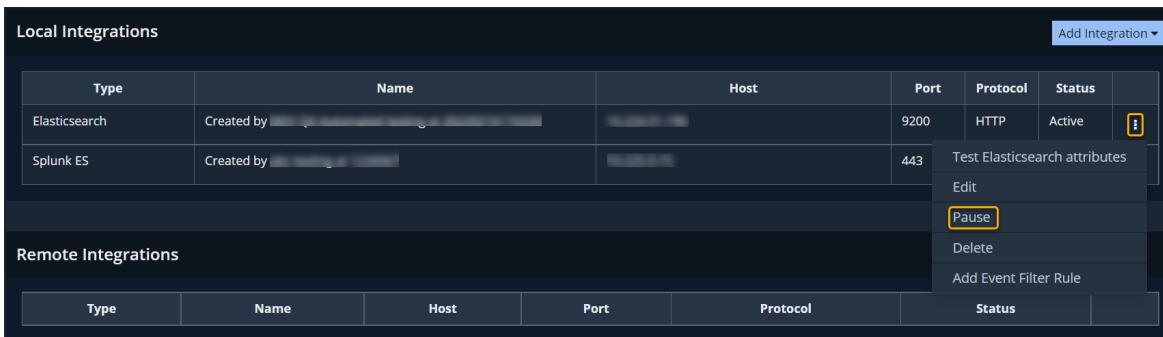 Local Integrations
Add Integration
Type Name Host Port Protocol Status
Elasticsearch Created by 9200 HTTP Active
Splunk ES Created by 443
Test Elasticsearch attributes
Edit
Pause
Delete
Add Event Filter Rule
Remote Integrations
Type Name Host Port Protocol Status